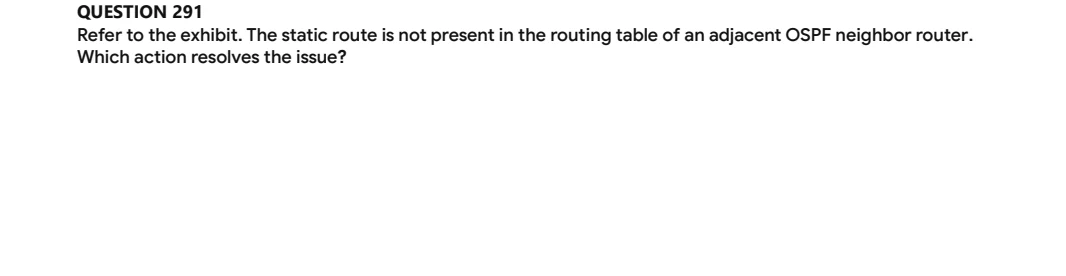 QUESTION 291
Refer to the exhibit. The static route is not present in the routing table of an adjacent OSPF neighbor router.
Which action resolves the issue?